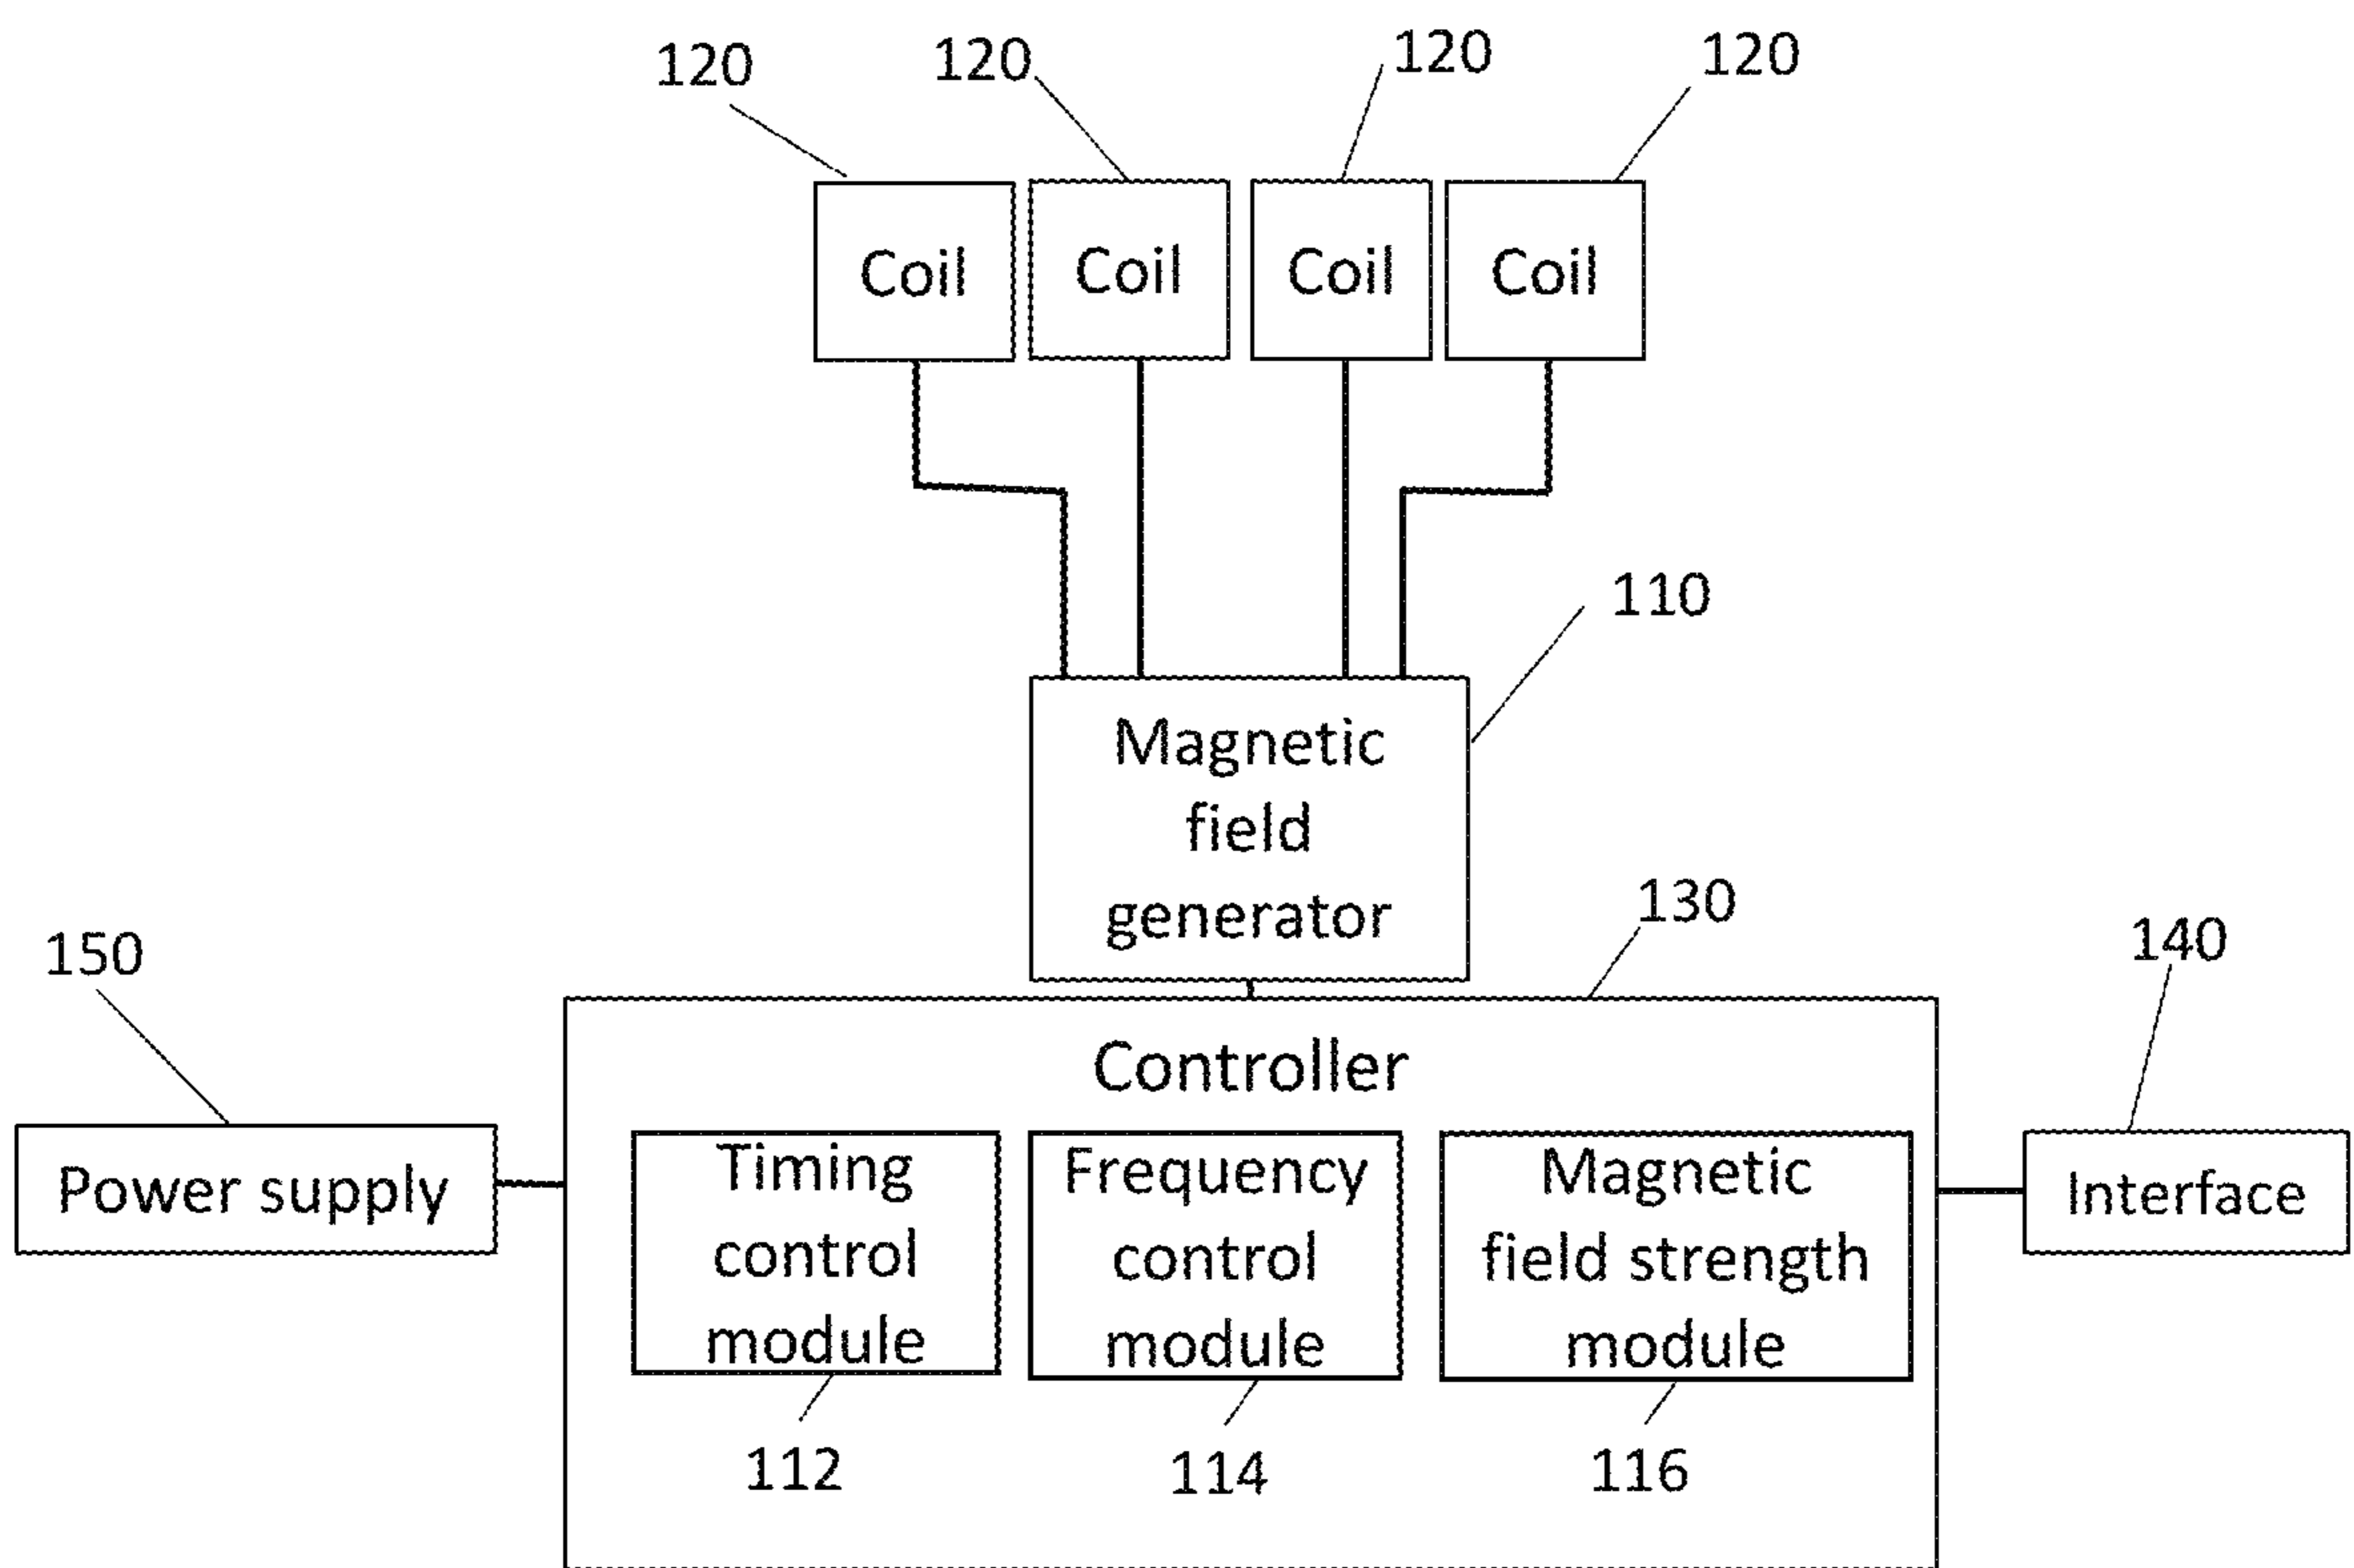 120
120
120
120
Coil
Coil
Coil
Coil
110
Magnetic
field
generator
130
140
150
Controller
Power supply
Timing
control
module
Frequency
control
module
Magnetic
field strength
module
Interface
112
114
116